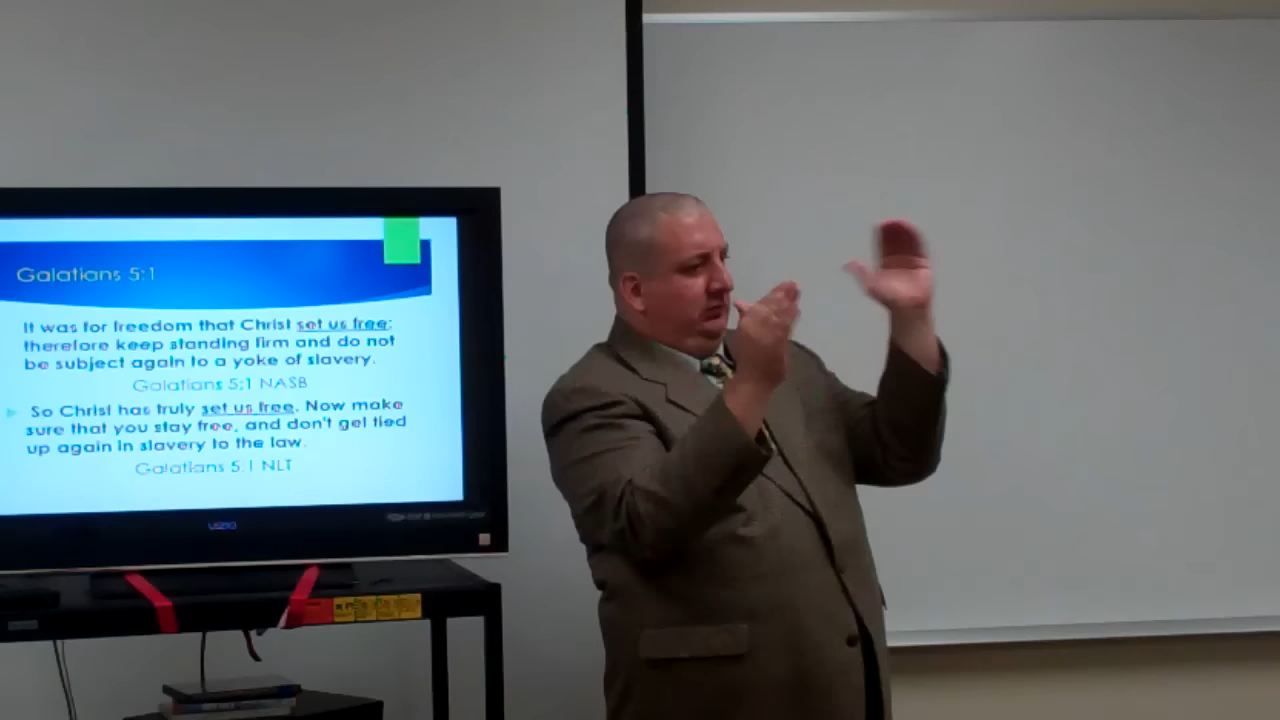 Galatians 5:1
It was for freedom that Christ set us free;
therefore keep standing firm and do not
be subject again to a yoke of slavery.
Galatians 5:1 NASB
So Christ has truly set us free. Now make
sure that you stay free, and don't get tied
up again in slavery to the law.
Galatians 5:1 NLT
VIZIO